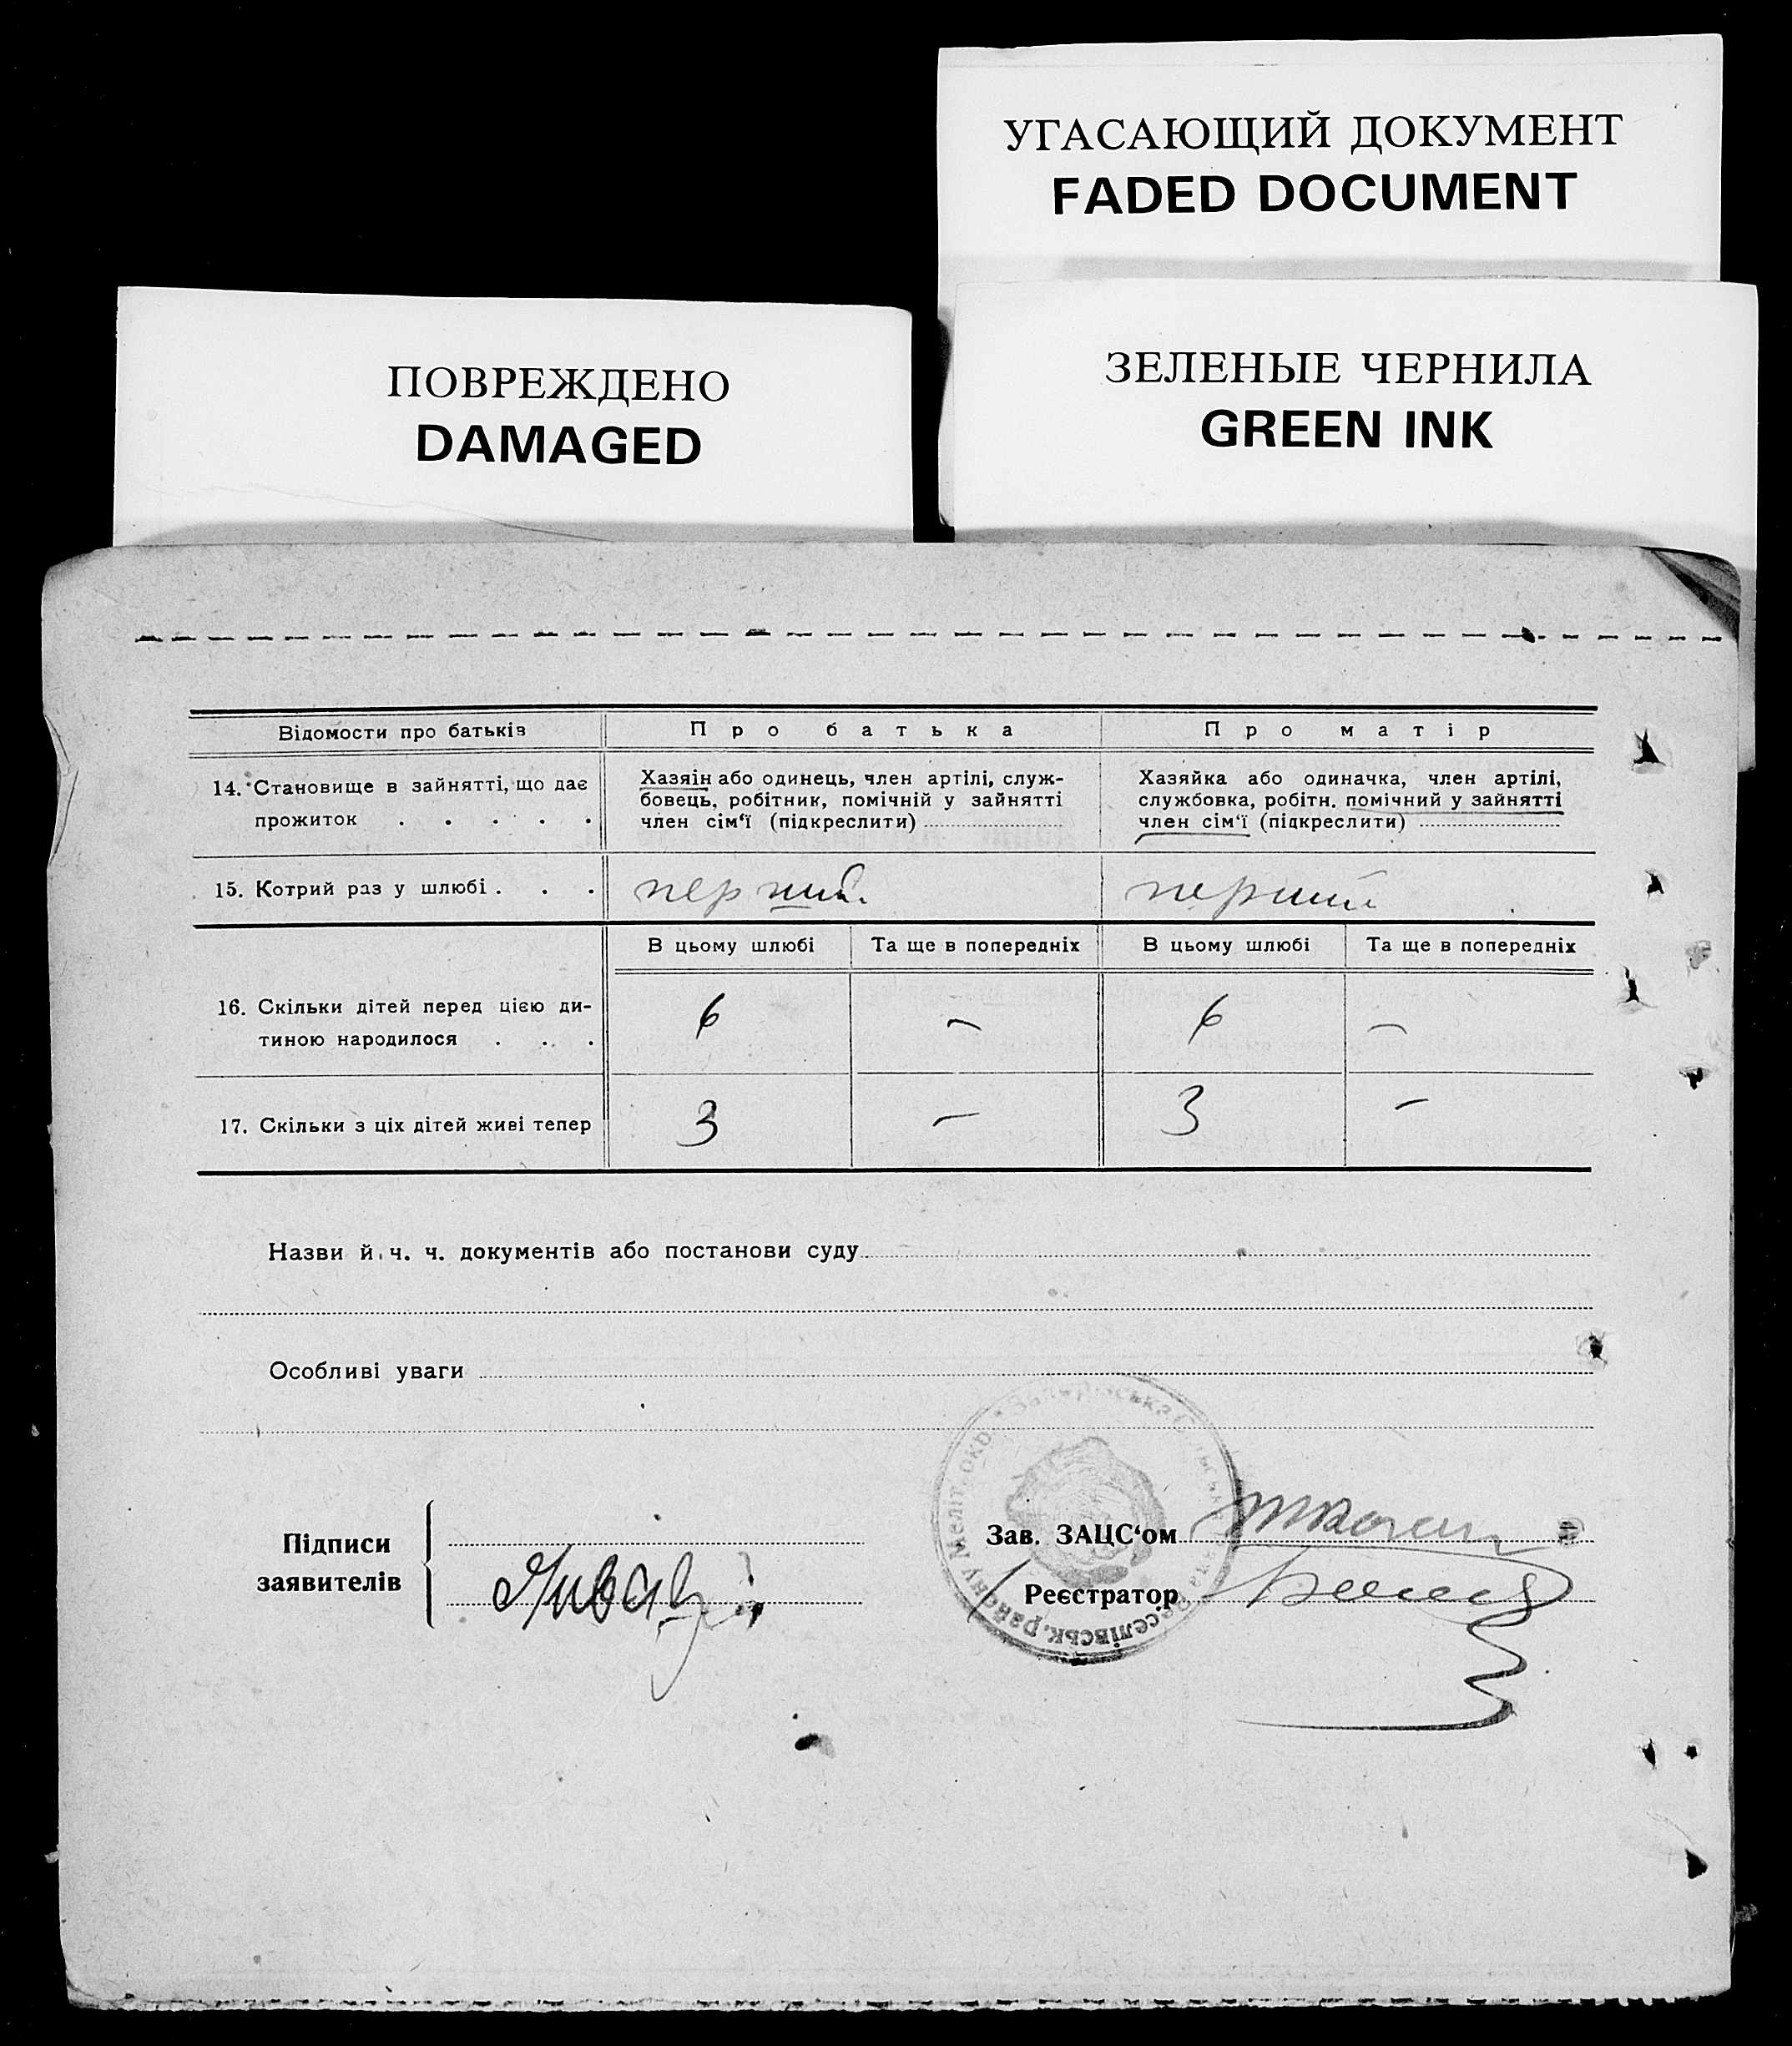 УГАСАЮЩИЙ ДОКУМЕНТ
FADED DOCUMENT
ПОВРЕЖДЕНО
DAMAGED
ЗЕЛЕНЫЕ ЧЕРНИЛА
GREEN INK
Відомости про батьків
Про батька
Про матір
14. Становище в зайнятті, що дає
прожиток . . . . .
Хазяїн або одинець, член артілі, служ-
бовець, робітник, помічній у зайнятті
член сім'ї (підкреслити)
Хазяйка або одиначка, член артілі,
службовка, робітн. помічний у зайнятті
член сім'ї (підкреслити)
15. Котрий раз у шлюбі . . .
перший
перший
В цьому шлюбі
Та ще в попередніх
В цьому шлюбі
Та ще в попередніх
16. Скільки дітей перед цією ди-
тиною народилося . . .
6
–
6
–
17. Скільки з ціх дітей живі тепер
3
–
3
–
Назви й ч. ч. документів або постанови суду
Особливі уваги
Підписи
заявителів
Зав. ЗАЦС'ом
Реєстратор
Меліт. окр.
селівськ. району